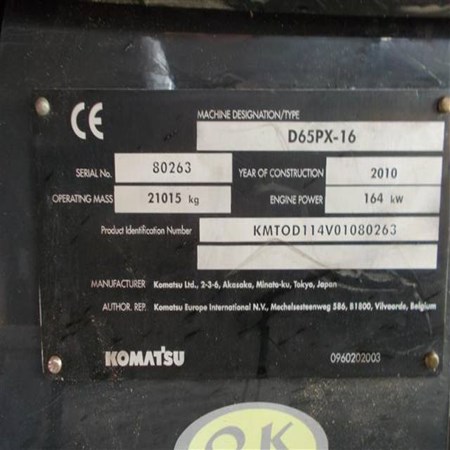 CE
MACHINE DESIGNATION/TYPE
D65PX-16
SERIAL No. 80263 YEAR OF CONSTRUCTION 2010
OPERATING MASS 21015 kg ENGINE POWER 164 kW
Product Identification Number KMTOD114V01080263
MANUFACTURER Komatsu Ltd., 2-3-6, Akasaka, Minato-ku, Tokyo, Japan
AUTHOR. REP. Komatsu Europe International N.V., Mechelsesteenweg 586, B1800, Vilvoorde, Belgium
KOMATSU 0960202003
OK